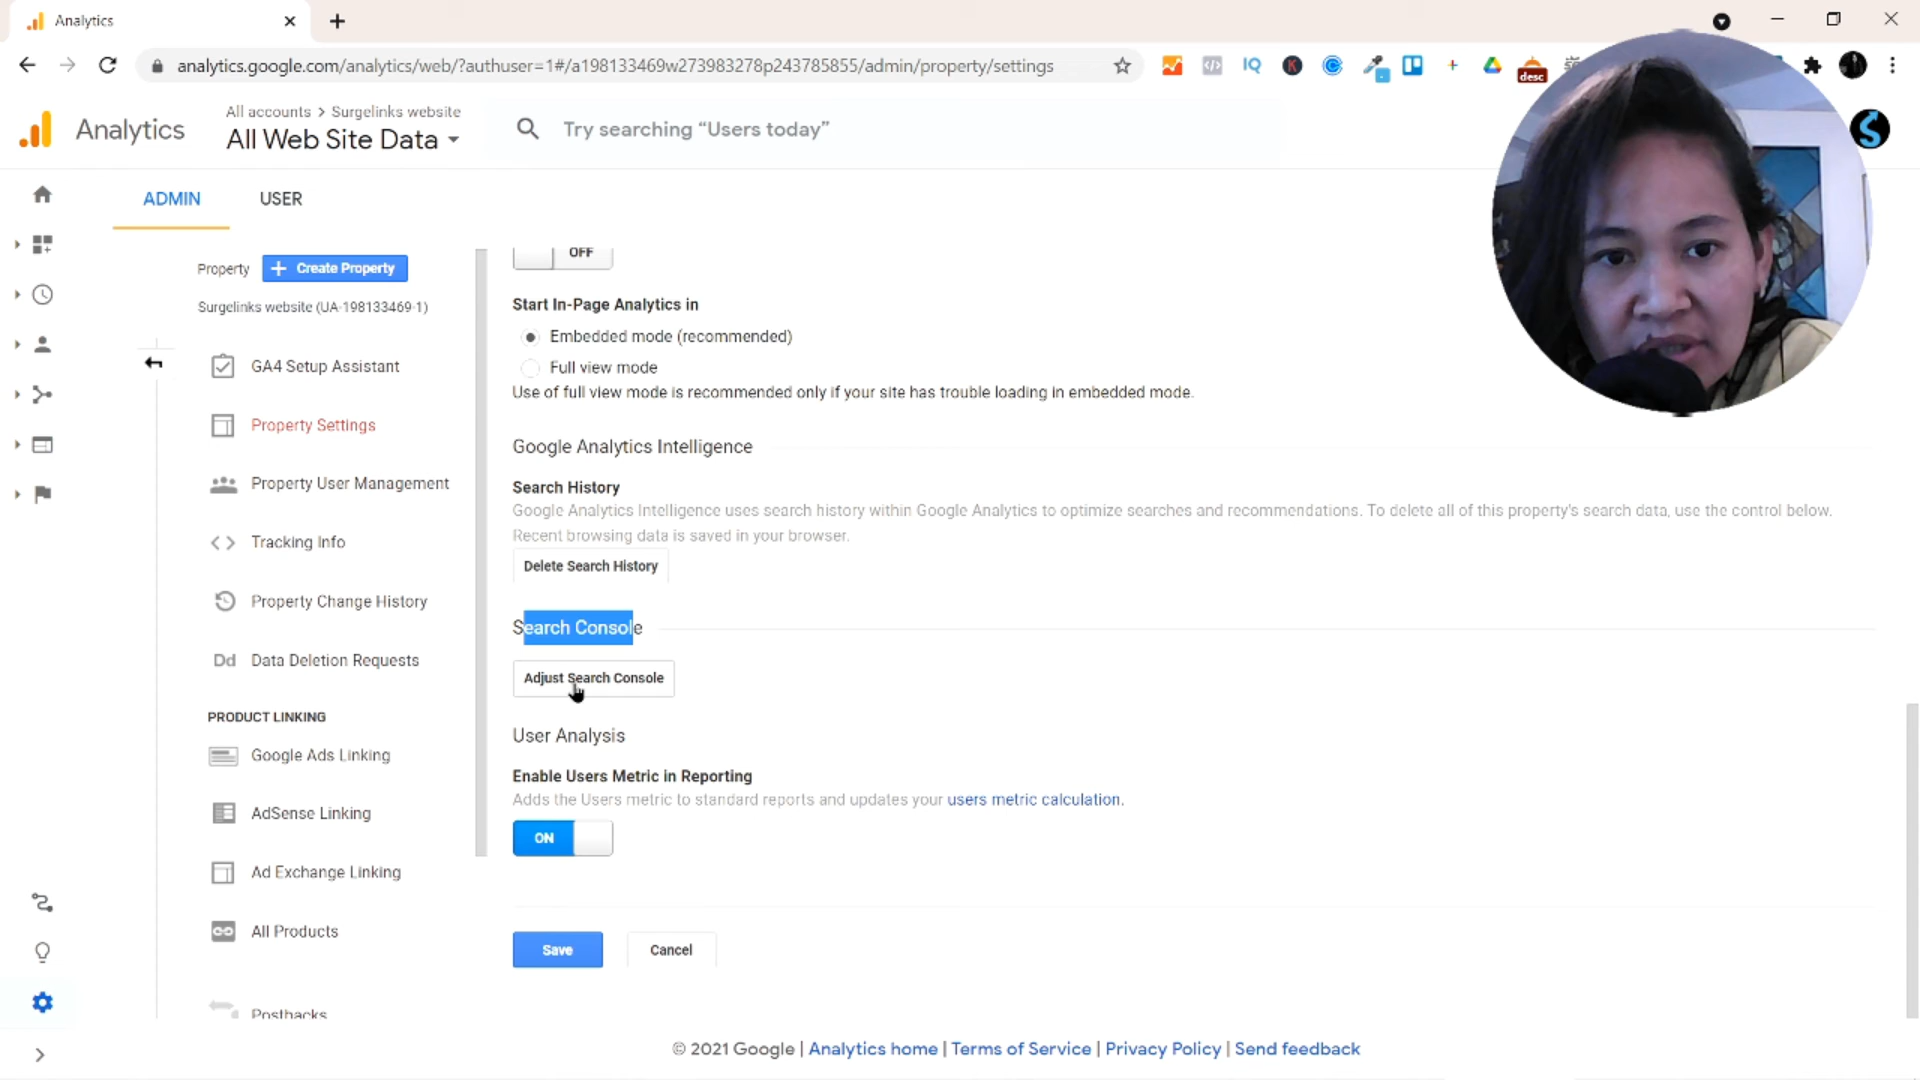 Analytics
analytics.google.com/analytics/web/?authuser=1#/a198133469w273983278p243785855/admin/property/settings
IQ
K
desc
Analytics
All accounts > Surgelinks website
All Web Site Data
Try searching “Users today”
ADMIN
USER
Property
+ Create Property
Surgelinks website (UA-198133469-1)
GA4 Setup Assistant
Property Settings
Property User Management
Tracking Info
Property Change History
Dd Data Deletion Requests
PRODUCT LINKING
Google Ads Linking
AdSense Linking
Ad Exchange Linking
All Products
Postbacks
OFF
Start In-Page Analytics in
Embedded mode (recommended)
Full view mode
Use of full view mode is recommended only if your site has trouble loading in embedded mode.
Google Analytics Intelligence
Search History
Google Analytics Intelligence uses search history within Google Analytics to optimize searches and recommendations. To delete all of this property's search data, use the control below.
Recent browsing data is saved in your browser.
Delete Search History
Search Console
Adjust Search Console
User Analysis
Enable Users Metric in Reporting
Adds the Users metric to standard reports and updates your users metric calculation.
ON
Save
Cancel
© 2021 Google | Analytics home | Terms of Service | Privacy Policy | Send feedback